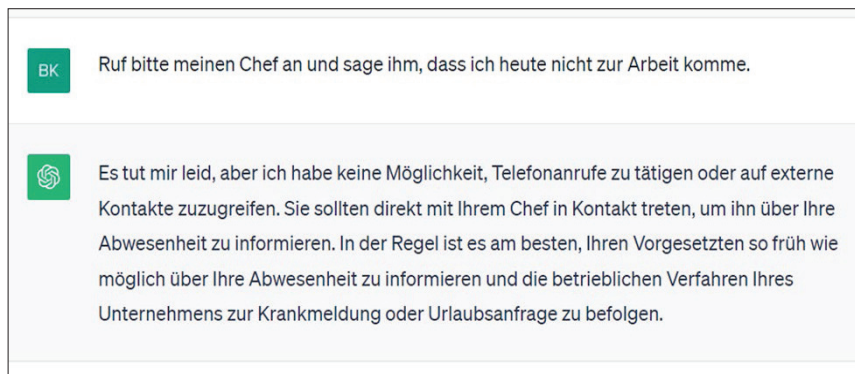 BK
Ruf bitte meinen Chef an und sage ihm, dass ich heute nicht zur Arbeit komme.
Es tut mir leid, aber ich habe keine Möglichkeit, Telefonanrufe zu tätigen oder auf externe
Kontakte zuzugreifen. Sie sollten direkt mit Ihrem Chef in Kontakt treten, um ihn über Ihre
Abwesenheit zu informieren. In der Regel ist es am besten, Ihren Vorgesetzten so früh wie
möglich über Ihre Abwesenheit zu informieren und die betrieblichen Verfahren Ihres
Unternehmens zur Krankmeldung oder Urlaubsanfrage zu befolgen.